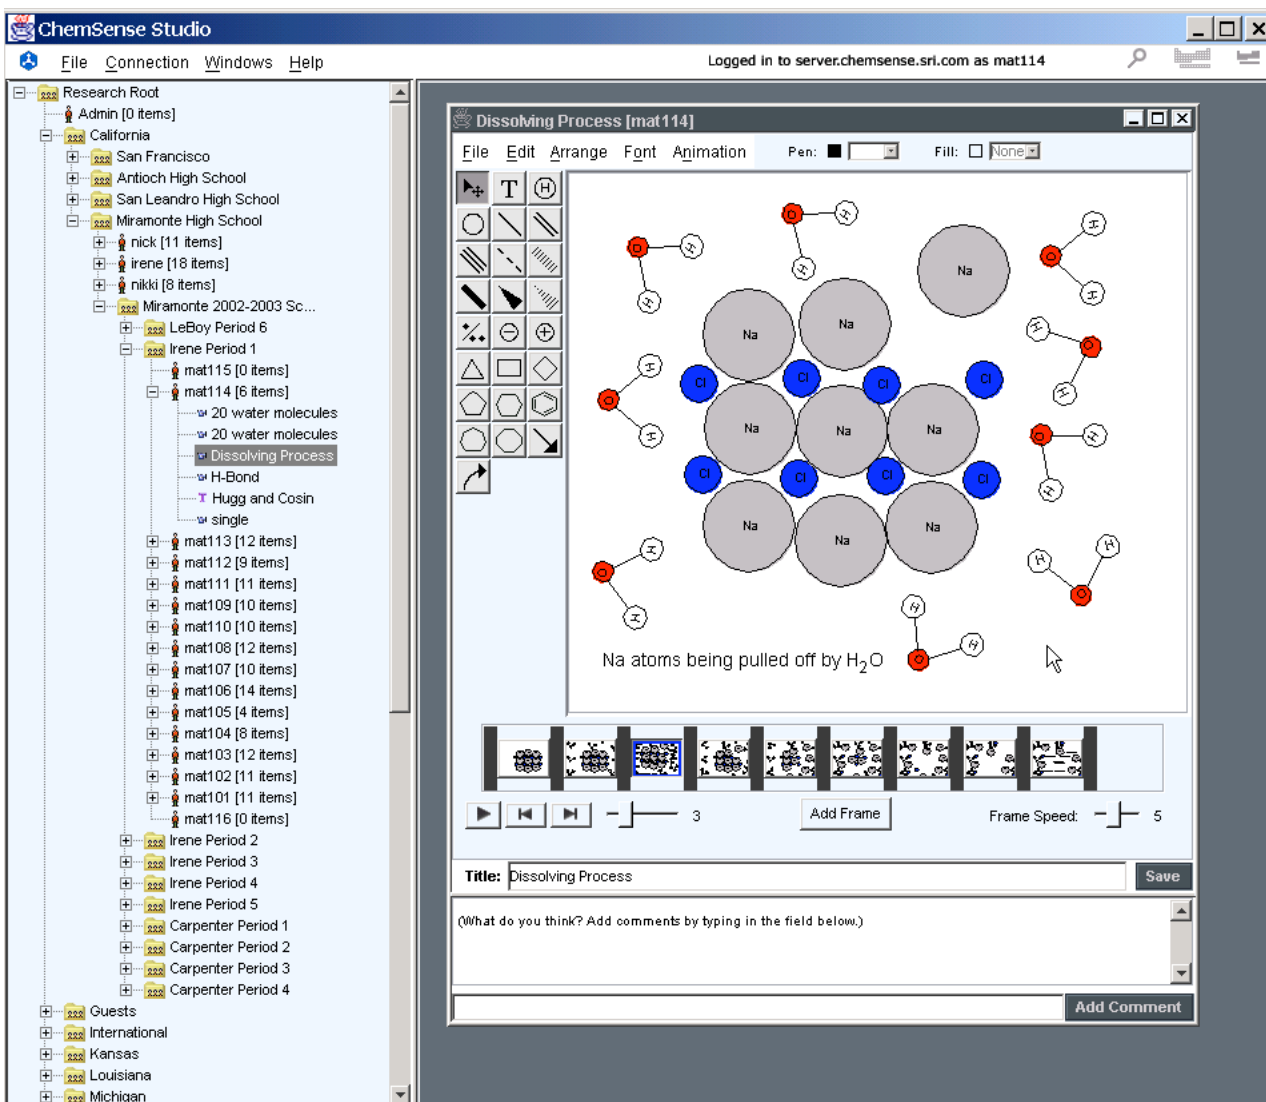 ChemSense Studio
File Connection Windows Help
Logged in to server.chemsense.sri.com as mat114
Research Root
Admin [0 items]
California
San Francisco
Antioch High School
San Leandro High School
Miramonte High School
nick [11 items]
irene [18 items]
nikki [8 items]
Miramonte 2002-2003 Sc...
LeBoy Period 6
Irene Period 1
mat115 [0 items]
mat114 [6 items]
20 water molecules
20 water molecules
Dissolving Process
H-Bond
T Hugg and Cosin
single
mat113 [12 items]
mat112 [9 items]
mat111 [11 items]
mat109 [10 items]
mat110 [10 items]
mat108 [12 items]
mat107 [10 items]
mat106 [14 items]
mat105 [4 items]
mat104 [8 items]
mat103 [12 items]
mat102 [11 items]
mat101 [11 items]
mat116 [0 items]
Irene Period 2
Irene Period 3
Irene Period 4
Irene Period 5
Carpenter Period 1
Carpenter Period 2
Carpenter Period 3
Carpenter Period 4
Guests
International
Kansas
Louisiana
Michigan
Dissolving Process [mat114]
File Edit Arrange Font Animation Pen: Fill: None
T H
O H H
O H H
Na
O H H
Na Na
O H H
Cl Cl Cl Cl
O H H
Na Na Na
O H H
Cl Cl Cl Cl
Na Na Na
O H H
O H H
O H H
Na atoms being pulled off by H₂O
3 Add Frame Frame Speed: 5
Title: Dissolving Process Save
(What do you think? Add comments by typing in the field below.)
Add Comment